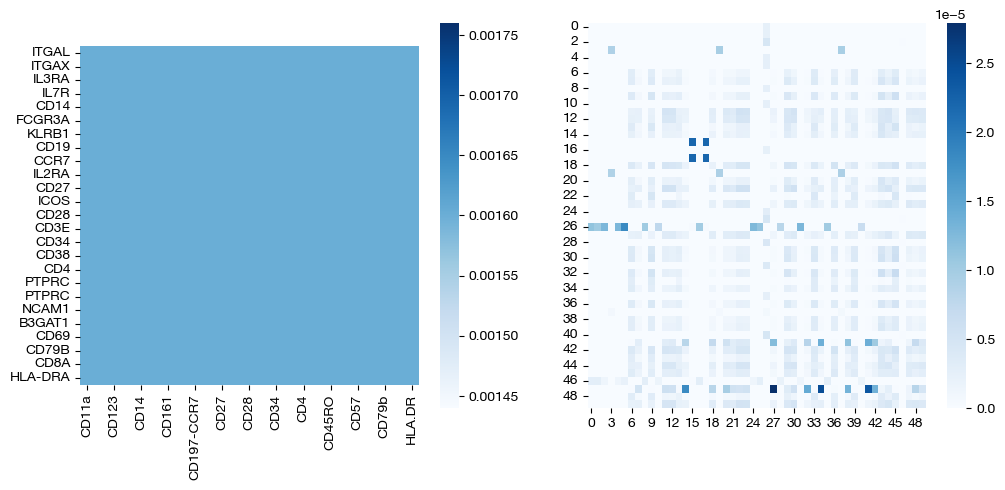 ITGAL
ITGAX
IL3RA
IL7R
CD14
FCGR3A
KLRB1
CD19
CCR7
IL2RA
CD27
ICOS
CD28
CD3E
CD34
CD38
CD4
PTPRC
PTPRC
NCAM1
B3GAT1
CD69
CD79B
CD8A
HLA-DRA
CD11a
CD123
CD14
CD161
CD197-CCR7
CD27
CD28
CD34
CD4
CD45RO
CD57
CD79b
HLA.DR
0.00175
0.00170
0.00165
0.00160
0.00155
0.00150
0.00145
0
2
4
6
8
10
12
14
16
18
20
22
24
26
28
30
32
34
36
38
40
42
44
46
48
0 3 6 9 12 15 18 21 24 27 30 33 36 39 42 45 48
1e−5
2.5
2.0
1.5
1.0
0.5
0.0